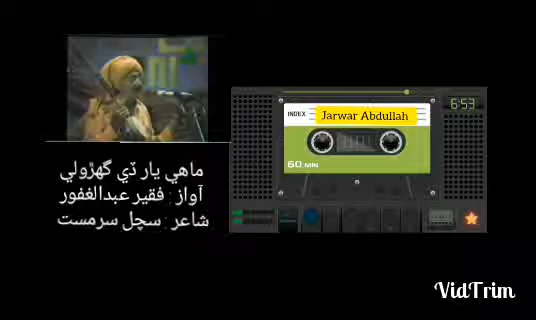 ماهي يار ڏي گهڙولي
آواز : فقير عبدالغفور
شاعر : سچل سرمست
INDEX
Jarwar Abdullah
60 MIN
6:53
VidTrim